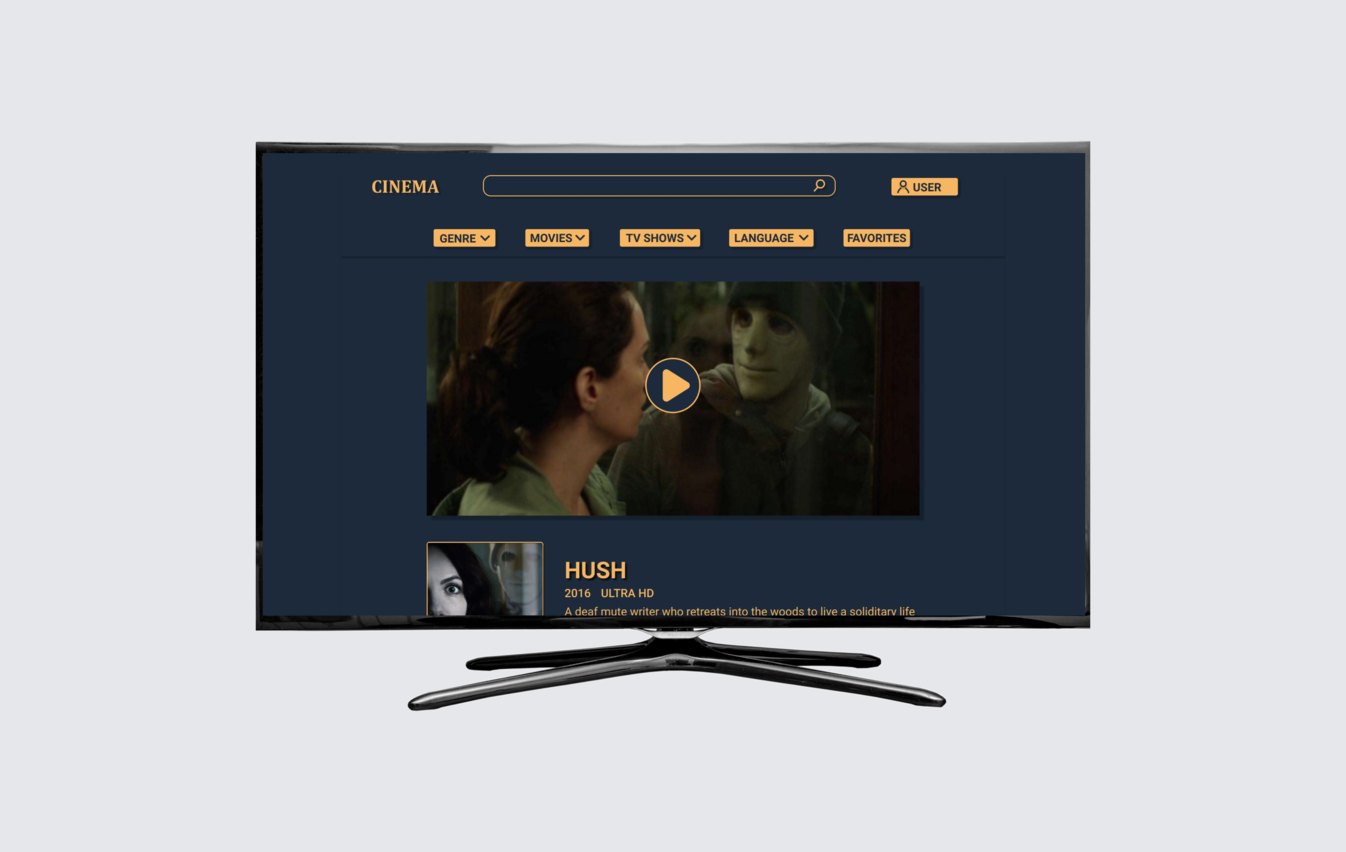 CINEMA
USER
GENRE
MOVIES
TV SHOWS
LANGUAGE
FAVORITES
HUSH
2016 ULTRA HD
A deaf mute writer who retreats into the woods to live a soliditary life